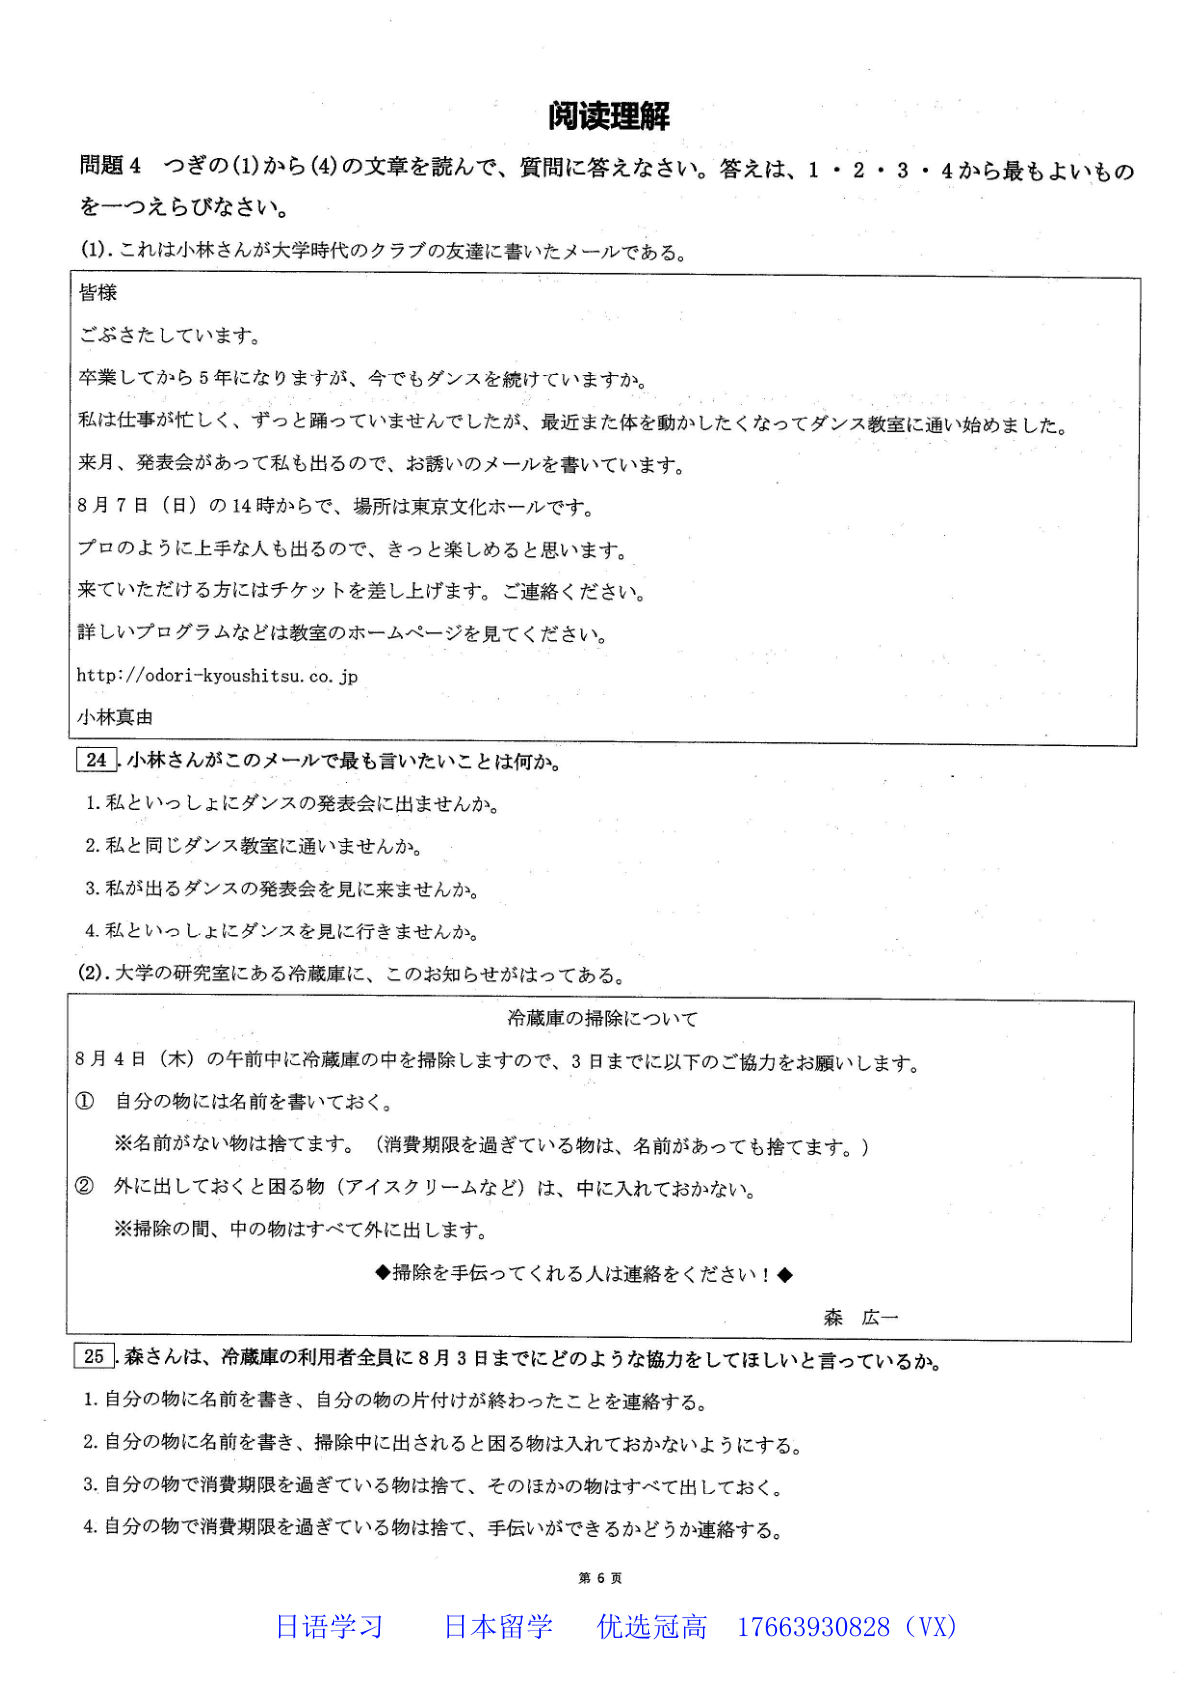 阅读理解
問題４　つぎの(1)から(4)の文章を読んで、質問に答えなさい。答えは、１・２・３・４から最もよいもの
を一つえらびなさい。
(1).これは小林さんが大学時代のクラブの友達に書いたメールである。
皆様
ごぶさたしています。
卒業してから５年になりますが、今でもダンスを続けていますか。
私は仕事が忙しく、ずっと踊っていませんでしたが、最近また体を動かしたくなってダンス教室に通い始めました。
来月、発表会があって私も出るので、お誘いのメールを書いています。
８月７日（日）の14時からで、場所は東京文化ホールです。
プロのように上手な人も出るので、きっと楽しめると思います。
来ていただける方にはチケットを差し上げます。ご連絡ください。
詳しいプログラムなどは教室のホームページを見てください。
http://odori-kyoushitsu.co.jp
小林真由
24.小林さんがこのメールで最も言いたいことは何か。
1.私といっしょにダンスの発表会に出ませんか。
2.私と同じダンス教室に通いませんか。
3.私が出るダンスの発表会を見に来ませんか。
4.私といっしょにダンスを見に行きませんか。
(2).大学の研究室にある冷蔵庫に、このお知らせがはってある。
冷蔵庫の掃除について
８月４日（木）の午前中に冷蔵庫の中を掃除しますので、３日までに以下のご協力をお願いします。
①　自分の物には名前を書いておく。
※名前がない物は捨てます。（消費期限を過ぎている物は、名前があっても捨てます。）
②　外に出しておくと困る物（アイスクリームなど）は、中に入れておかない。
※掃除の間、中の物はすべて外に出します。
◆掃除を手伝ってくれる人は連絡をください！◆
森　広一
25.森さんは、冷蔵庫の利用者全員に８月３日までにどのような協力をしてほしいと言っているか。
1.自分の物に名前を書き、自分の物の片付けが終わったことを連絡する。
2.自分の物に名前を書き、掃除中に出されると困る物は入れておかないようにする。
3.自分の物で消費期限を過ぎている物は捨て、そのほかの物はすべて出しておく。
4.自分の物で消費期限を過ぎている物は捨て、手伝いができるかどうか連絡する。
第 6 页
日语学习　　日本留学　 优选冠高　17663930828（VX）